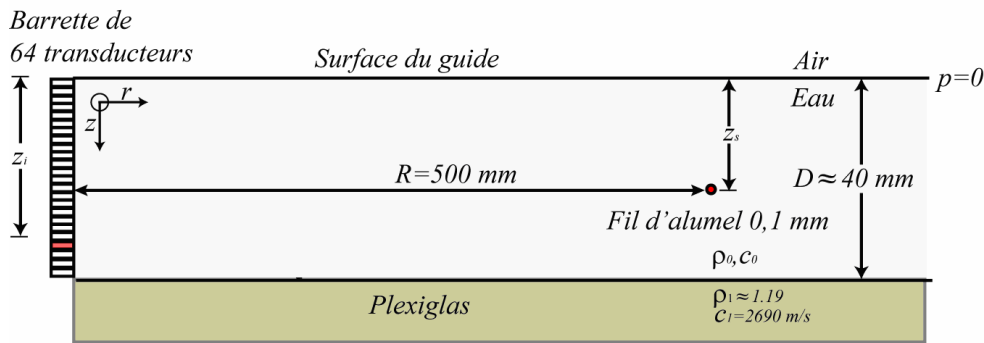 Barrette de
64 transducteurs
Surface du guide
Air
p=0
Eau
r
z
z_i
z_s
R=500 mm
D ≈ 40 mm
Fil d'alumel 0,1 mm
ρ₀,c₀
Plexiglas
ρ₁≈1.19
c₁=2690 m/s